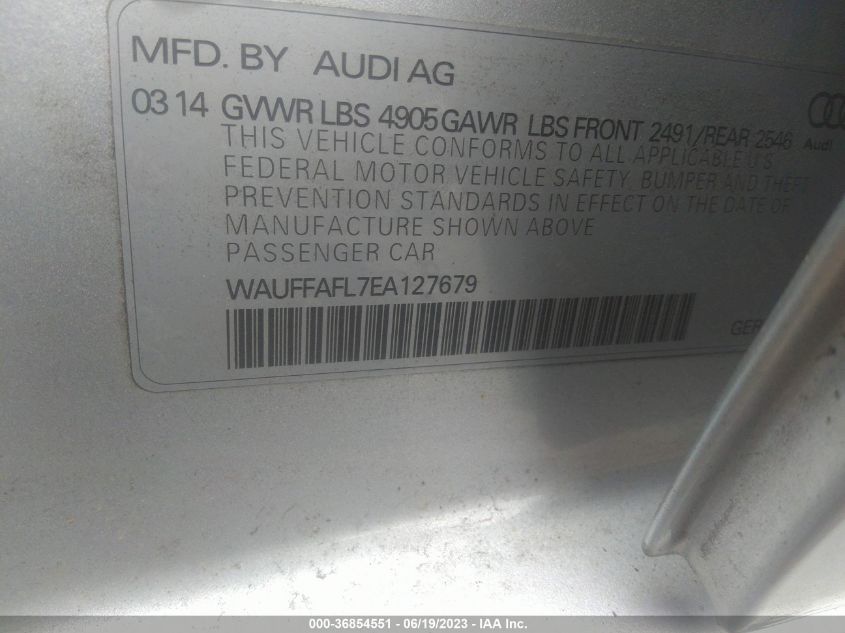 MFD. BY AUDI AG
03 14 GVWR LBS 4905 GAWR LBS FRONT 2491/REAR 2546
Audi
THIS VEHICLE CONFORMS TO ALL APPLICABLE U.S.
FEDERAL MOTOR VEHICLE SAFETY, BUMPER AND THEFT
PREVENTION STANDARDS IN EFFECT ON THE DATE OF
MANUFACTURE SHOWN ABOVE
PASSENGER CAR
WAUFFAFL7EA127679
GER
000-36854551 - 06/19/2023 - IAA Inc.